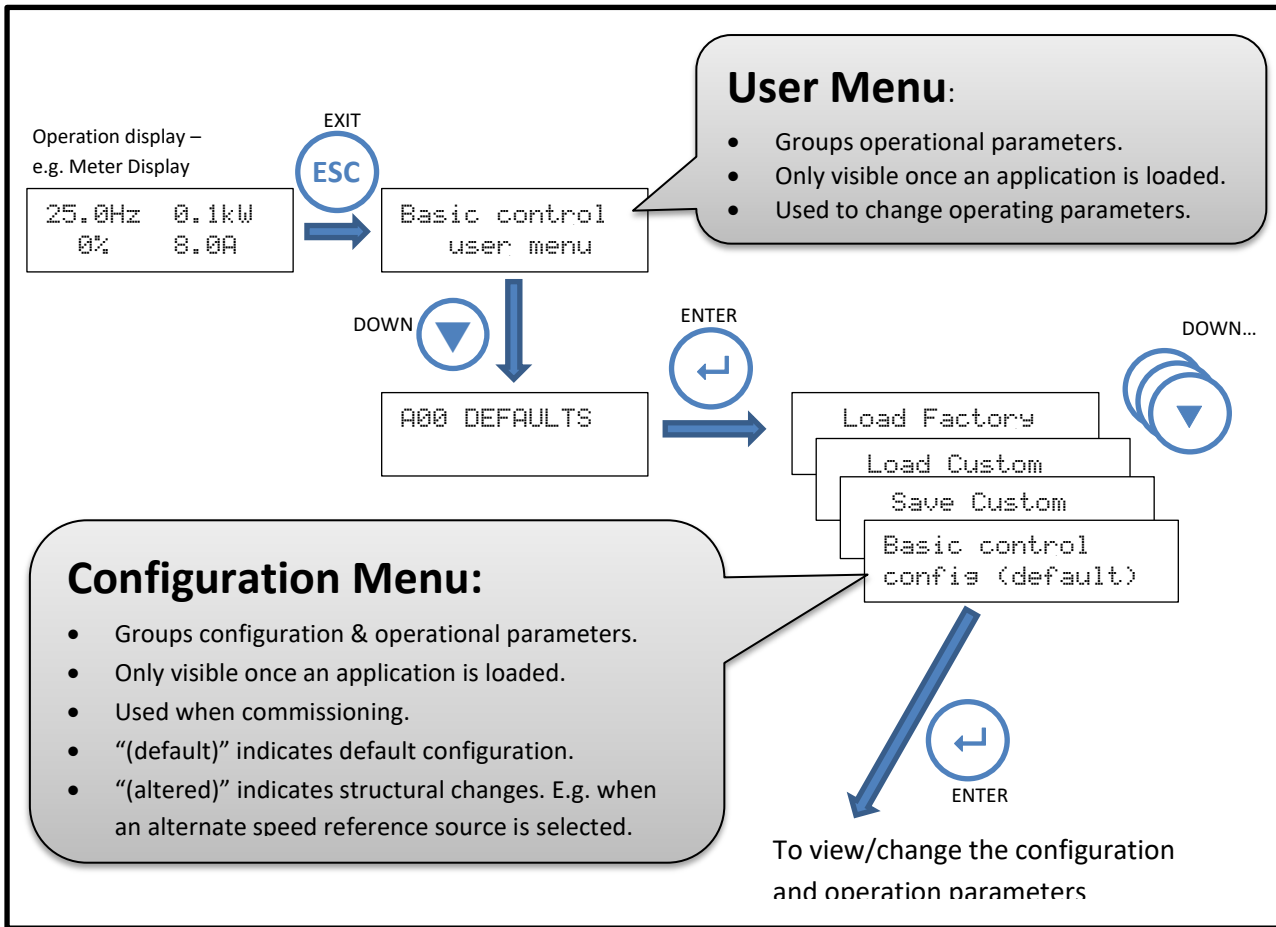 User Menu:
• Groups operational parameters.
• Only visible once an application is loaded.
• Used to change operating parameters.
Operation display –
e.g. Meter Display
EXIT
ESC
25.0Hz 0.1kW
0% 8.0A
Basic control
user menu
DOWN
ENTER
DOWN...
A00 DEFAULTS
Load Factory
Load Custom
Save Custom
Basic control
config (default)
Configuration Menu:
• Groups configuration & operational parameters.
• Only visible once an application is loaded.
• Used when commissioning.
• “(default)” indicates default configuration.
• “(altered)” indicates structural changes. E.g. when
an alternate speed reference source is selected.
ENTER
To view/change the configuration
and operation parameters